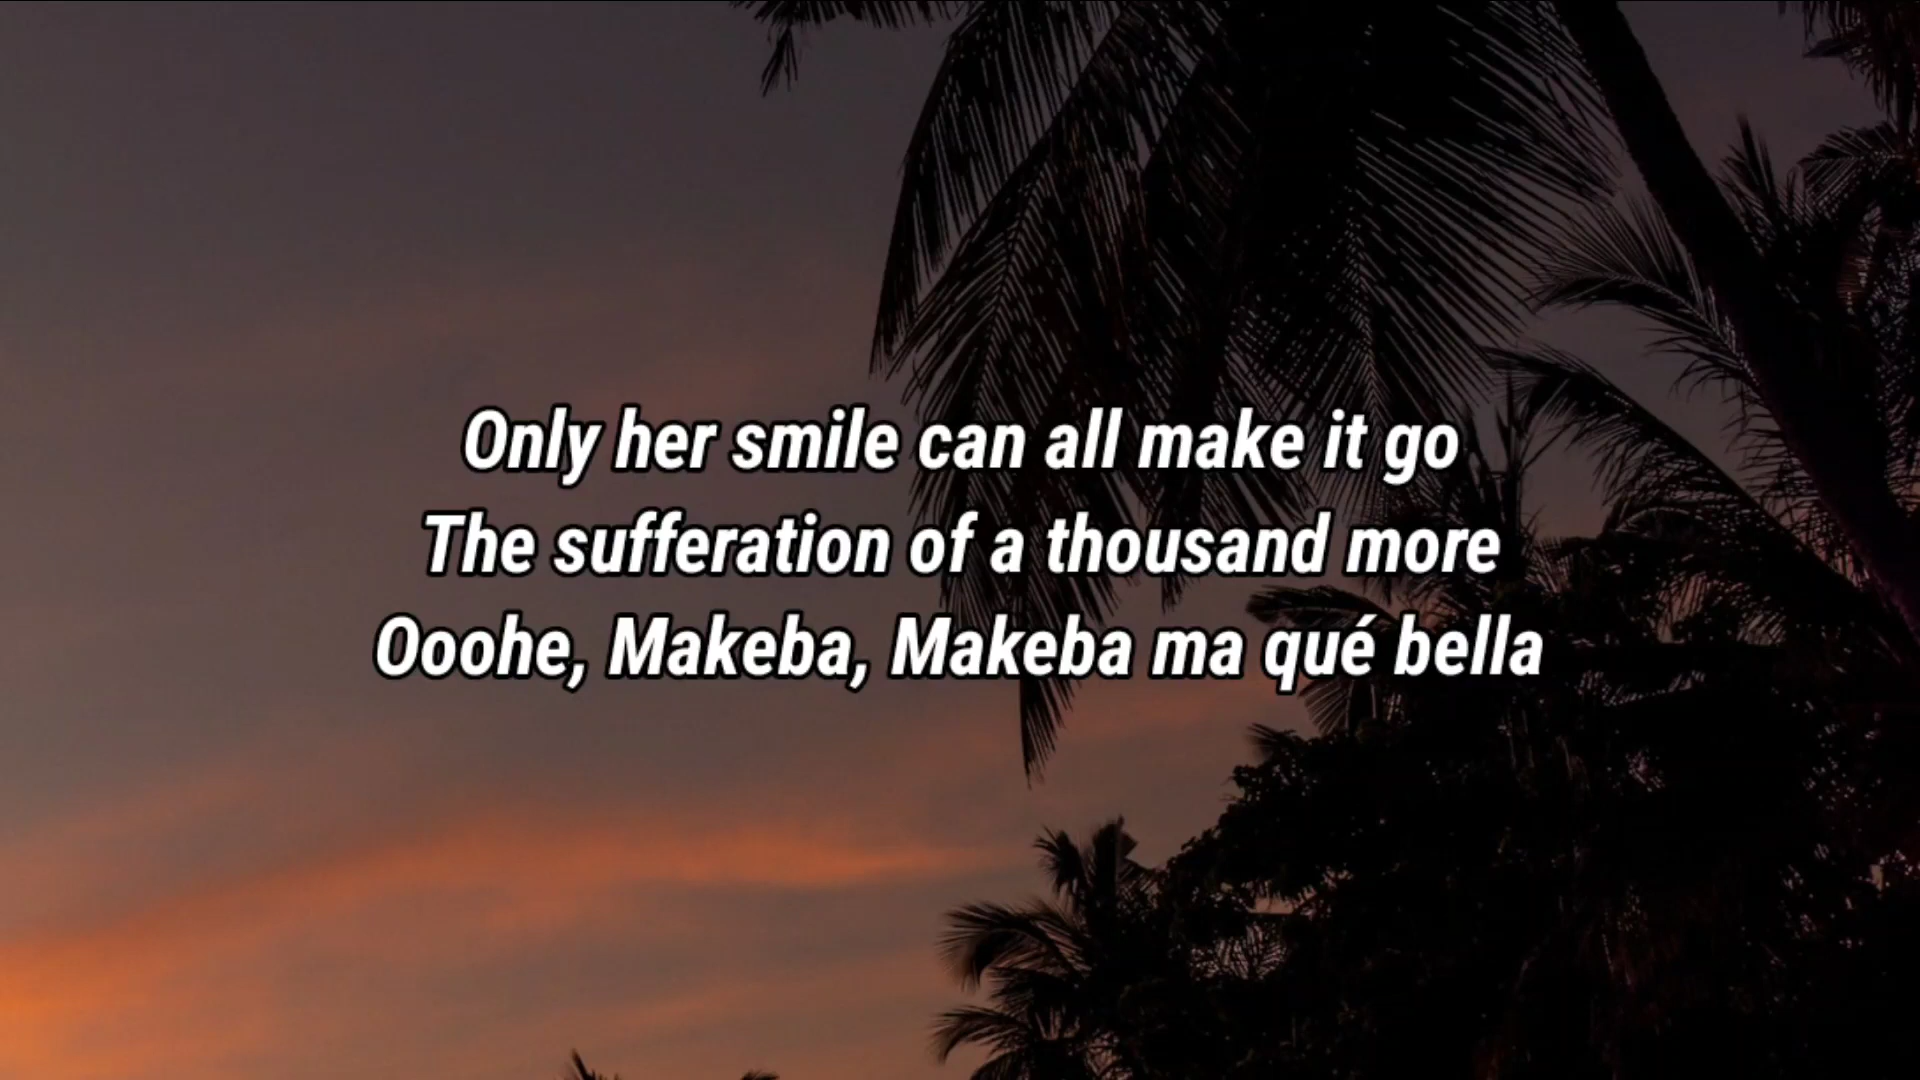 Only her smile can all make it go
The sufferation of a thousand more
Ooohe, Makeba, Makeba ma qué bella